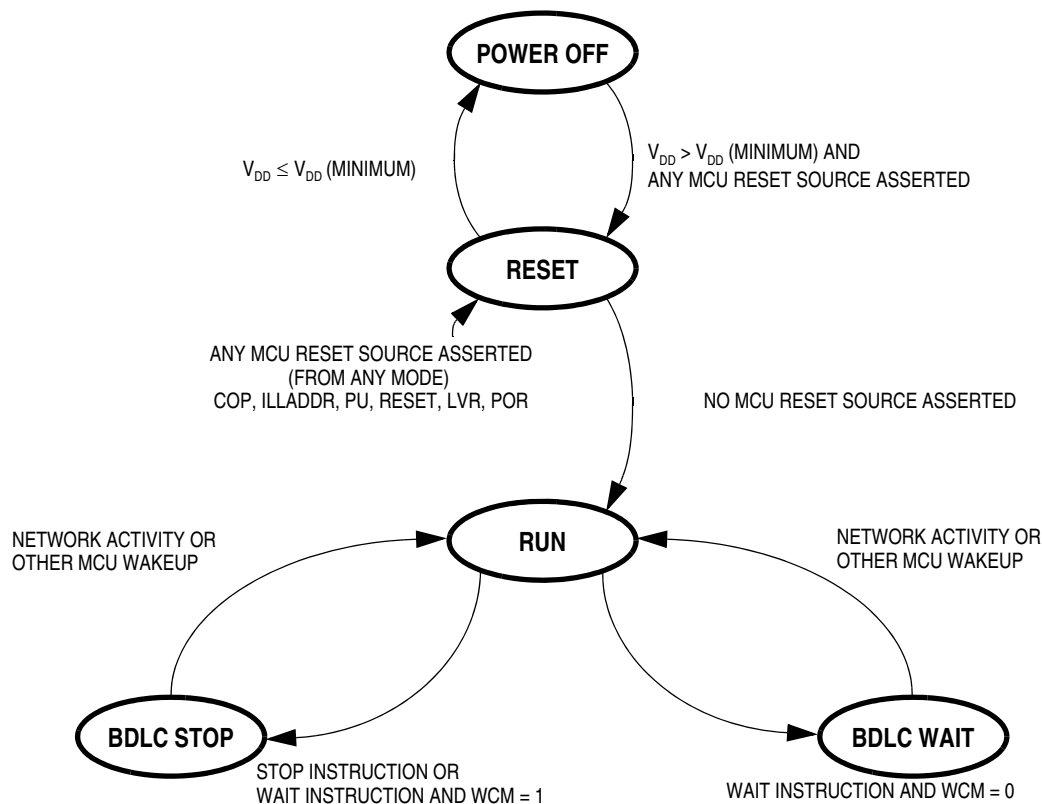 POWER OFF
V_DD ≤ V_DD (MINIMUM)
V_DD > V_DD (MINIMUM) AND
ANY MCU RESET SOURCE ASSERTED
RESET
ANY MCU RESET SOURCE ASSERTED
(FROM ANY MODE)
COP, ILLADDR, PU, RESET, LVR, POR
NO MCU RESET SOURCE ASSERTED
NETWORK ACTIVITY OR
OTHER MCU WAKEUP
RUN
NETWORK ACTIVITY OR
OTHER MCU WAKEUP
BDLC STOP
BDLC WAIT
STOP INSTRUCTION OR
WAIT INSTRUCTION AND WCM = 1
WAIT INSTRUCTION AND WCM = 0